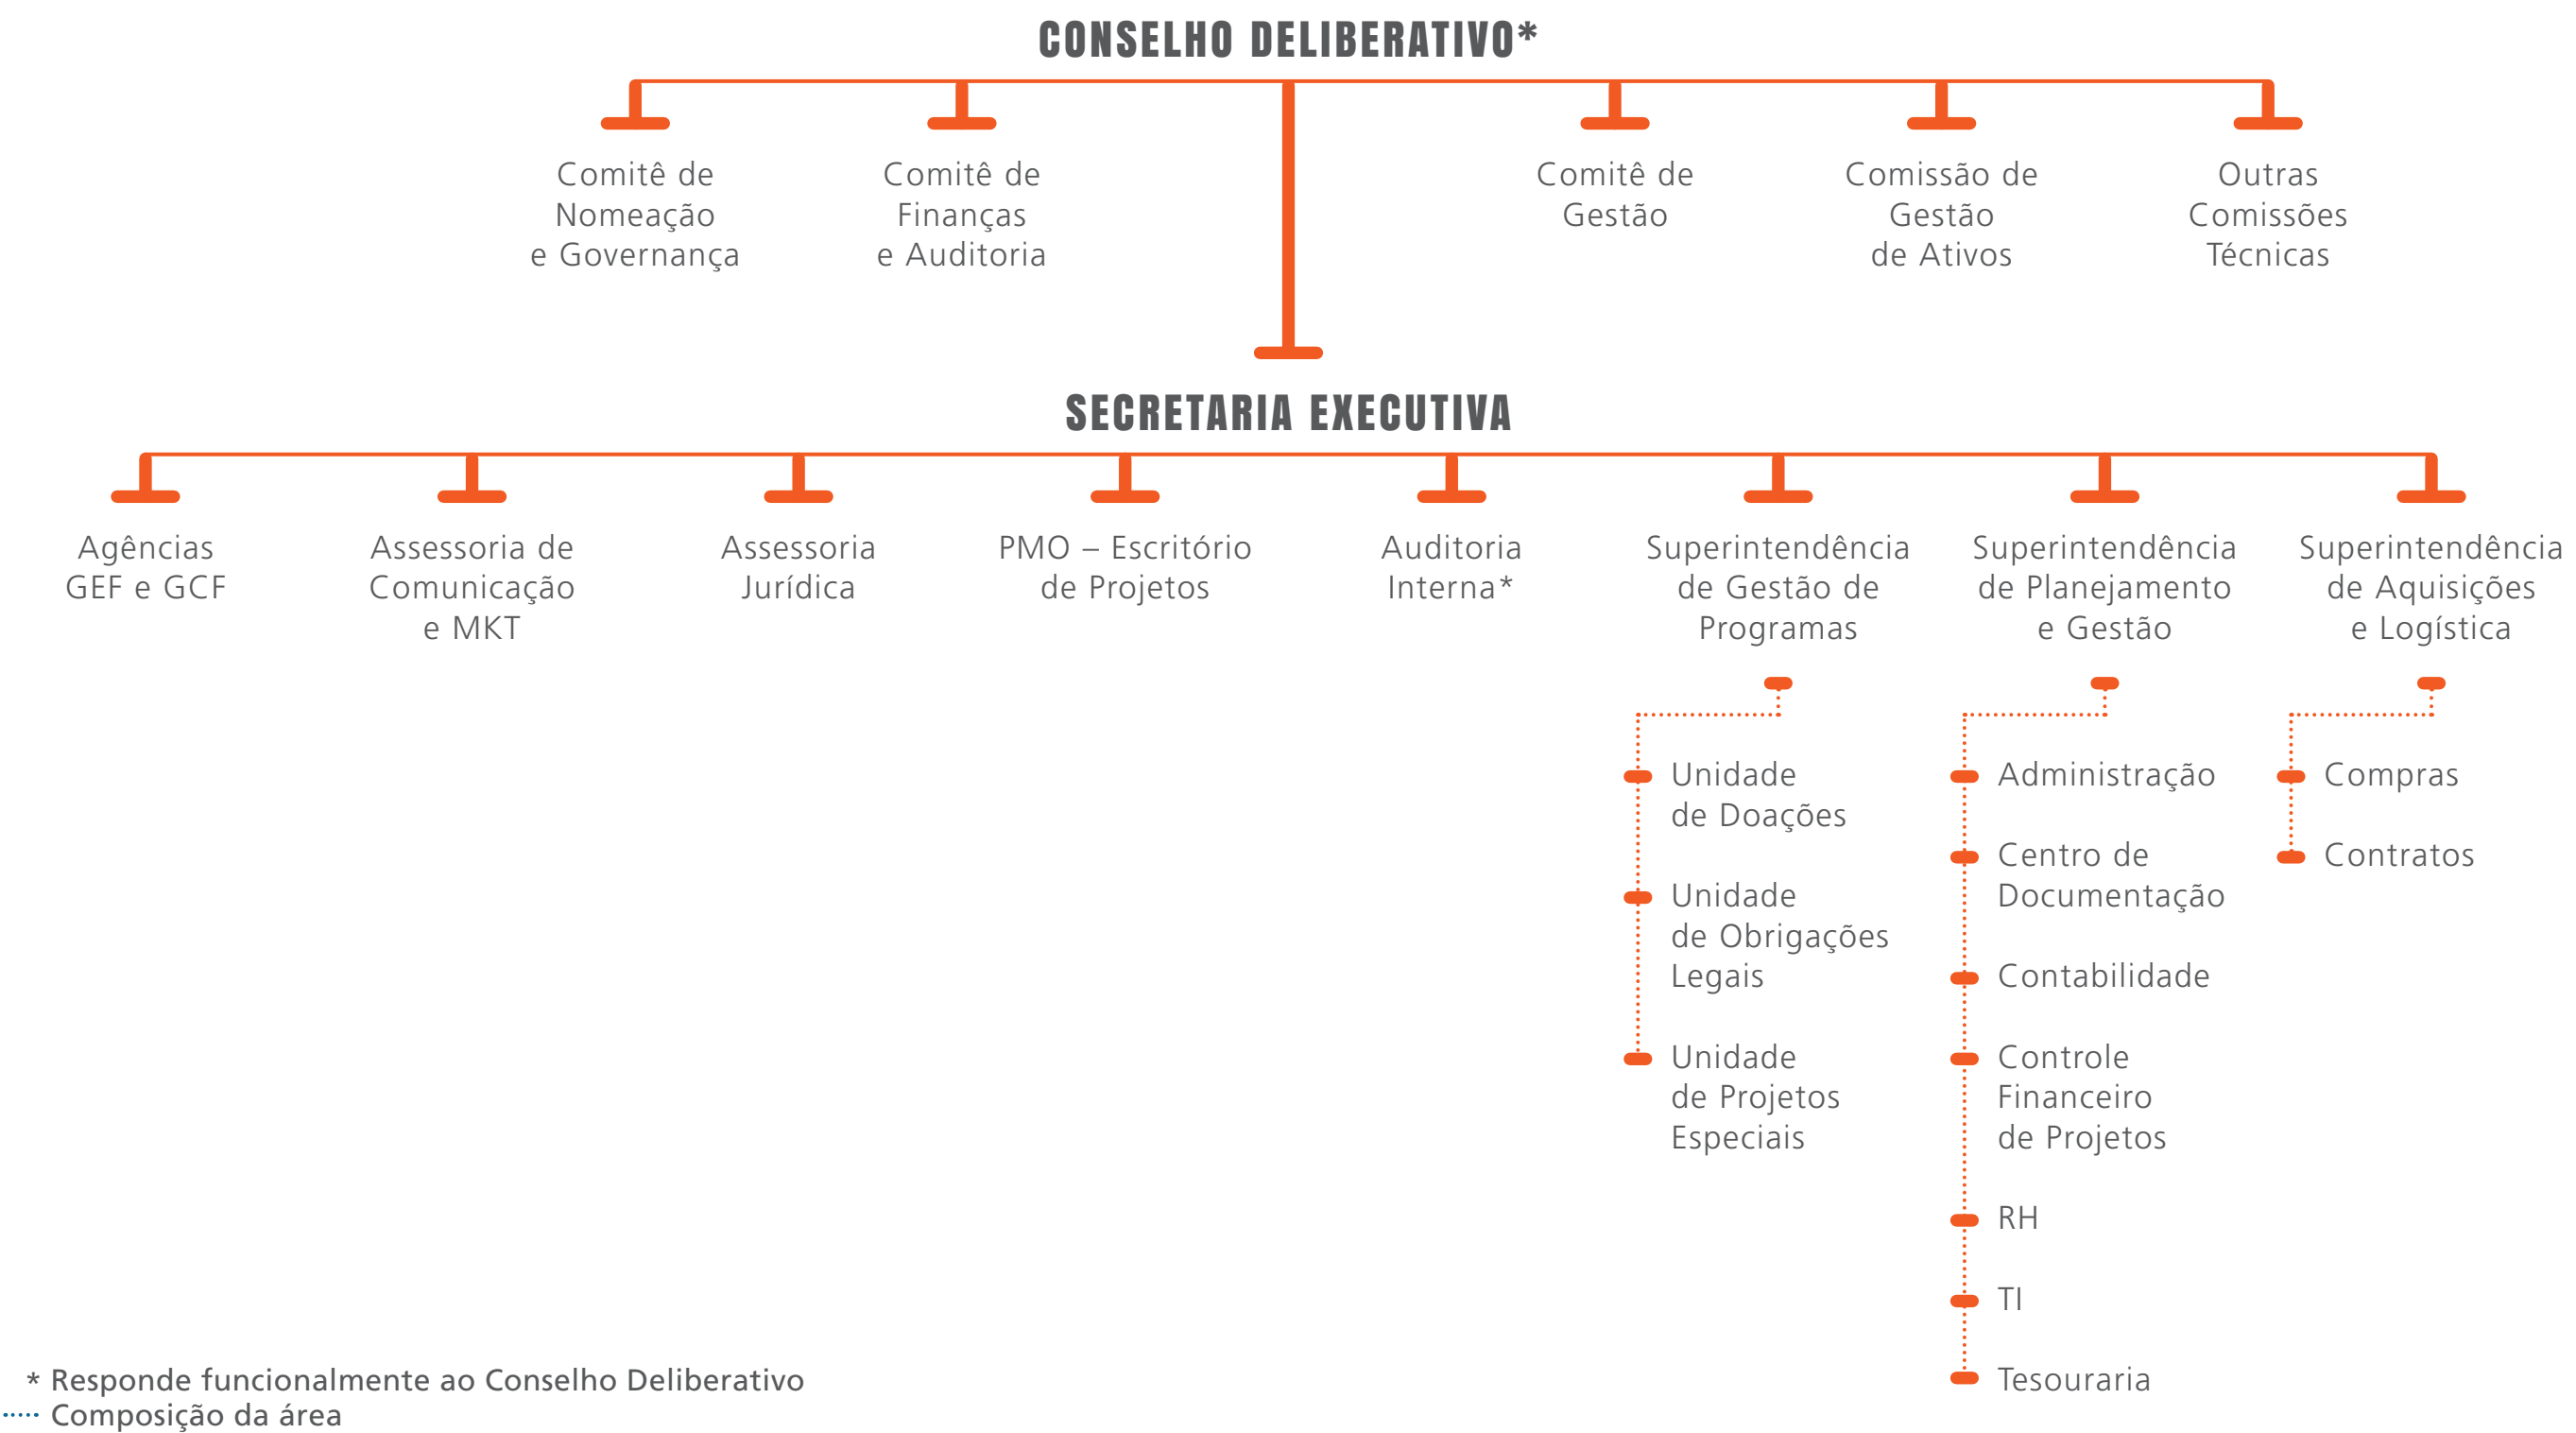 CONSELHO DELIBERATIVO*
Comitê de
Nomeação
e Governança
Comitê de
Finanças
e Auditoria
Comitê de
Gestão
Comissão de
Gestão
de Ativos
Outras
Comissões
Técnicas
SECRETARIA EXECUTIVA
Agências
GEF e GCF
Assessoria de
Comunicação
e MKT
Assessoria
Jurídica
PMO – Escritório
de Projetos
Auditoria
Interna*
Superintendência
de Gestão de
Programas
Superintendência
de Planejamento
e Gestão
Superintendência
de Aquisições
e Logística
Unidade
de Doações
Unidade
de Obrigações
Legais
Unidade
de Projetos
Especiais
Administração
Centro de
Documentação
Contabilidade
Controle
Financeiro
de Projetos
RH
TI
Tesouraria
Compras
Contratos
* Responde funcionalmente ao Conselho Deliberativo
Composição da área